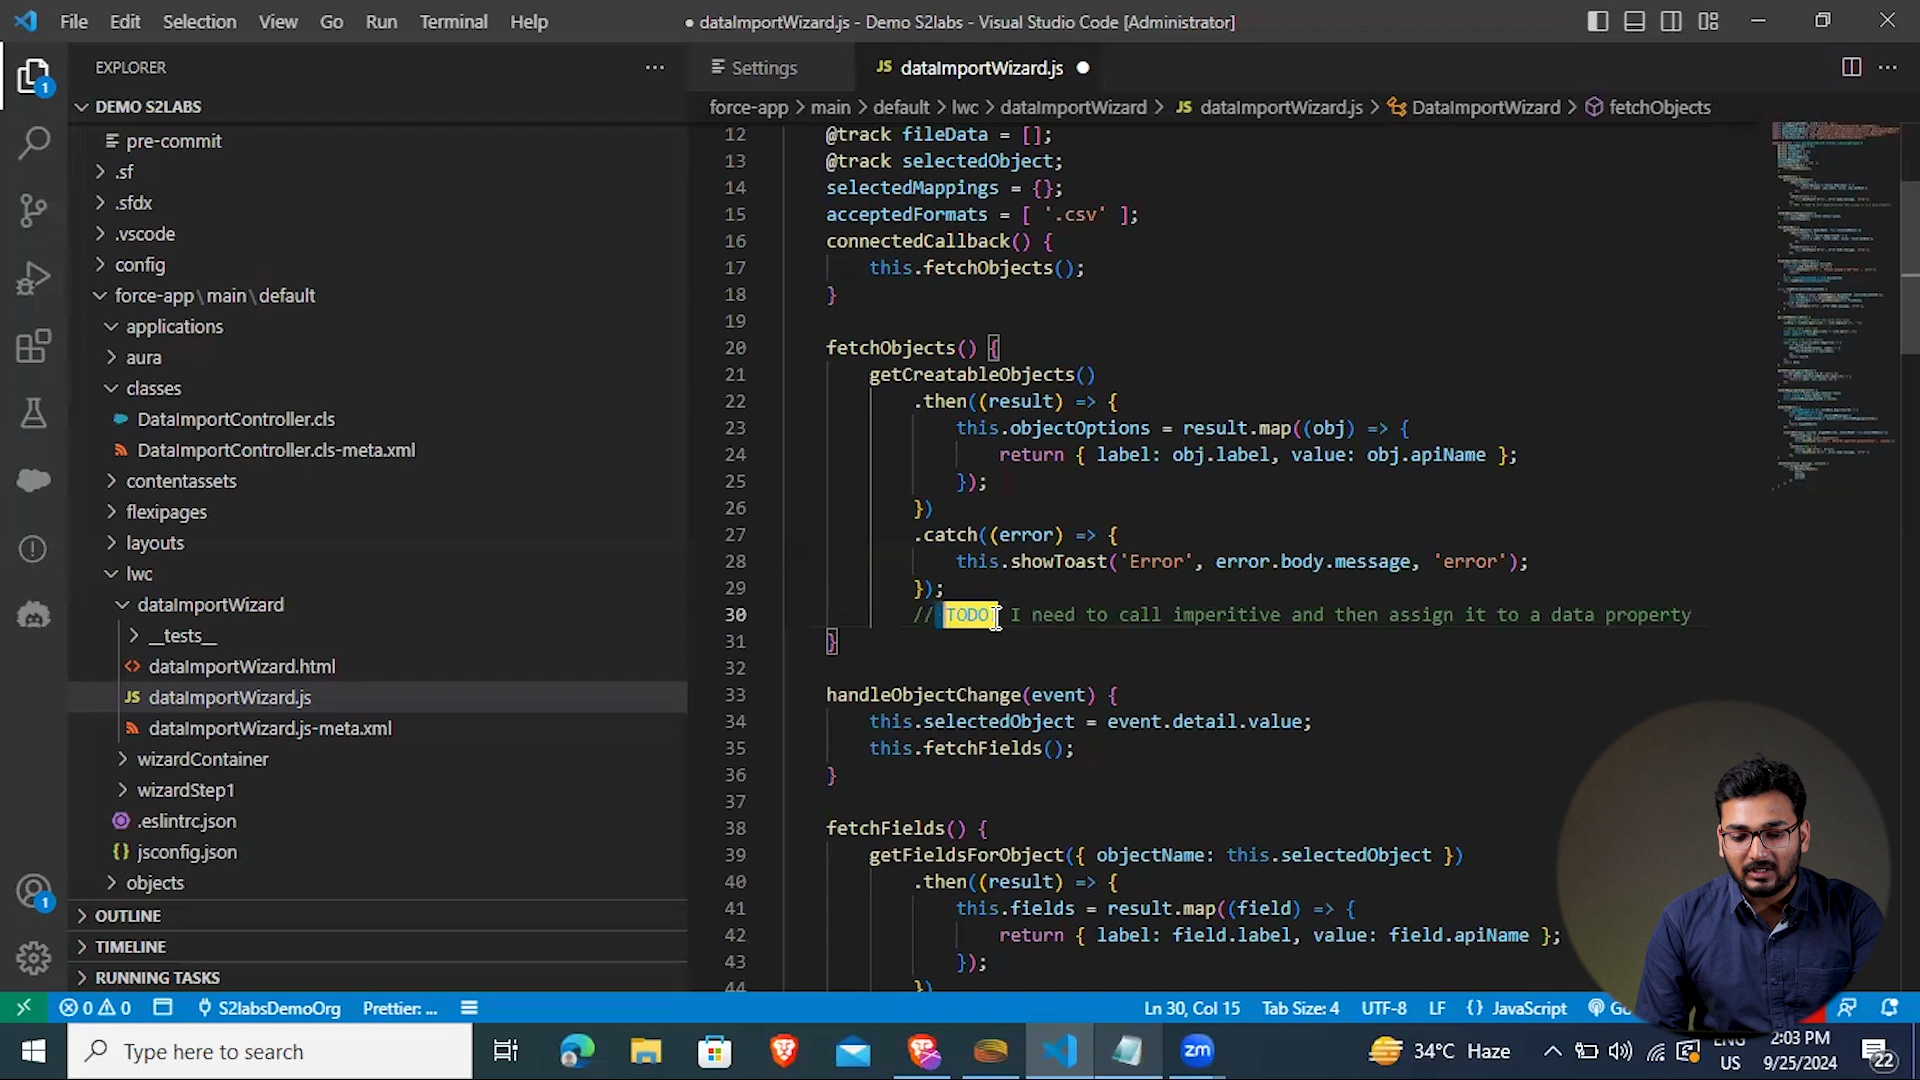 File Edit Selection View Go Run Terminal Help
● dataImportWizard.js - Demo S2labs - Visual Studio Code [Administrator]
EXPLORER
DEMO S2LABS
pre-commit
.sf
.sfdx
.vscode
config
force-app\main\default
applications
aura
classes
DataImportController.cls
DataImportController.cls-meta.xml
contentassets
flexipages
layouts
lwc
dataImportWizard
__tests__
dataImportWizard.html
JS dataImportWizard.js
dataImportWizard.js-meta.xml
wizardContainer
wizardStep1
.eslintrc.json
{} jsconfig.json
objects
OUTLINE
TIMELINE
RUNNING TASKS
1
1
Settings
JS dataImportWizard.js
force-app > main > default > lwc > dataImportWizard > JS dataImportWizard.js > DataImportWizard > fetchObjects
12 @track fileData = [];
13 @track selectedObject;
14 selectedMappings = {};
15 acceptedFormats = [ '.csv' ];
16 connectedCallback() {
17 this.fetchObjects();
18 }
19
20 fetchObjects() {
21 getCreatableObjects()
22 .then((result) => {
23 this.objectOptions = result.map((obj) => {
24 return { label: obj.label, value: obj.apiName };
25 });
26 })
27 .catch((error) => {
28 this.showToast('Error', error.body.message, 'error');
29 });
30 // TODO I need to call imperitive and then assign it to a data property
31 }
32
33 handleObjectChange(event) {
34 this.selectedObject = event.detail.value;
35 this.fetchFields();
36 }
37
38 fetchFields() {
39 getFieldsForObject({ objectName: this.selectedObject })
40 .then((result) => {
41 this.fields = result.map((field) => {
42 return { label: field.label, value: field.apiName };
43 });
44 })
0 0 S2labsDemoOrg Prettier: ... Ln 30, Col 15 Tab Size: 4 UTF-8 LF {} JavaScript
Type here to search
zm
34°C Haze
ENG
US
2:03 PM
9/25/2024
22